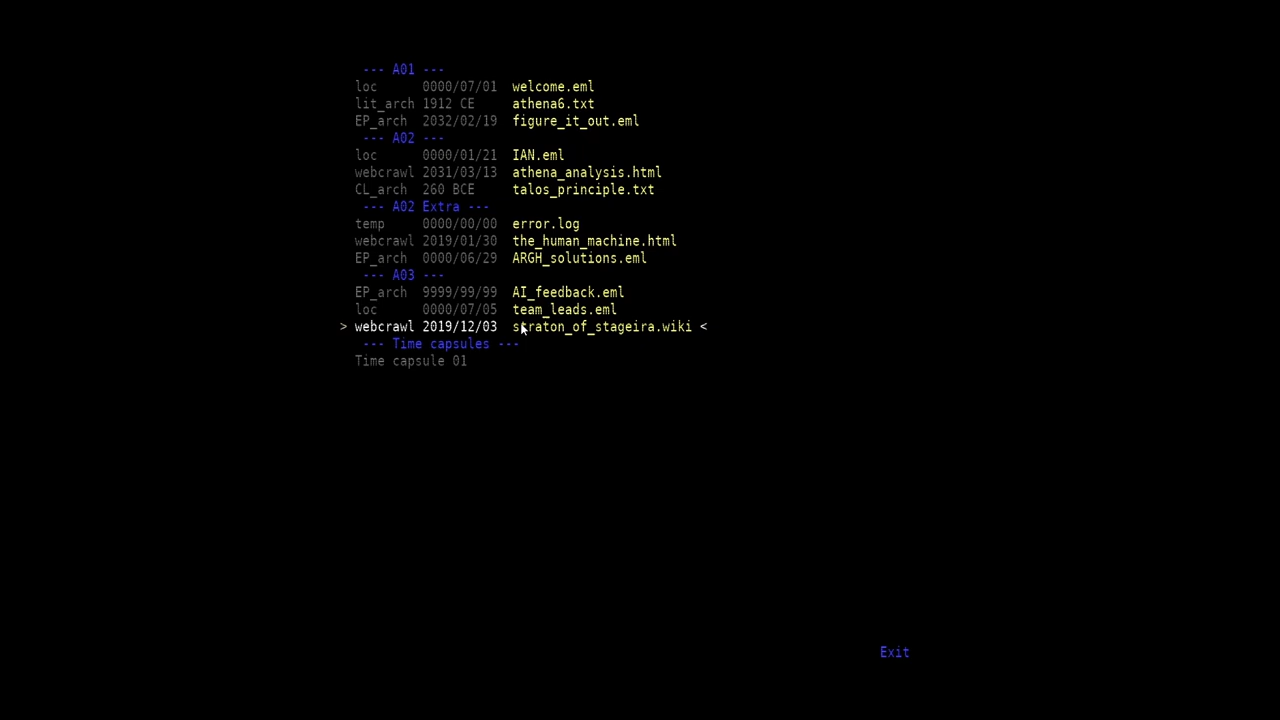 --- A01 ---
loc 0000/07/01 welcome.eml
lit_arch 1912 CE athena6.txt
EP_arch 2032/02/19 figure_it_out.eml
--- A02 ---
loc 0000/01/21 IAN.eml
webcrawl 2031/03/13 athena_analysis.html
CL_arch 260 BCE talos_principle.txt
--- A02 Extra ---
temp 0000/00/00 error.log
webcrawl 2019/01/30 the_human_machine.html
EP_arch 0000/06/29 ARGH_solutions.eml
--- A03 ---
EP_arch 9999/99/99 AI_feedback.eml
loc 0000/07/05 team_leads.eml
> webcrawl 2019/12/03 straton_of_stageira.wiki <
--- Time capsules ---
Time capsule 01
Exit